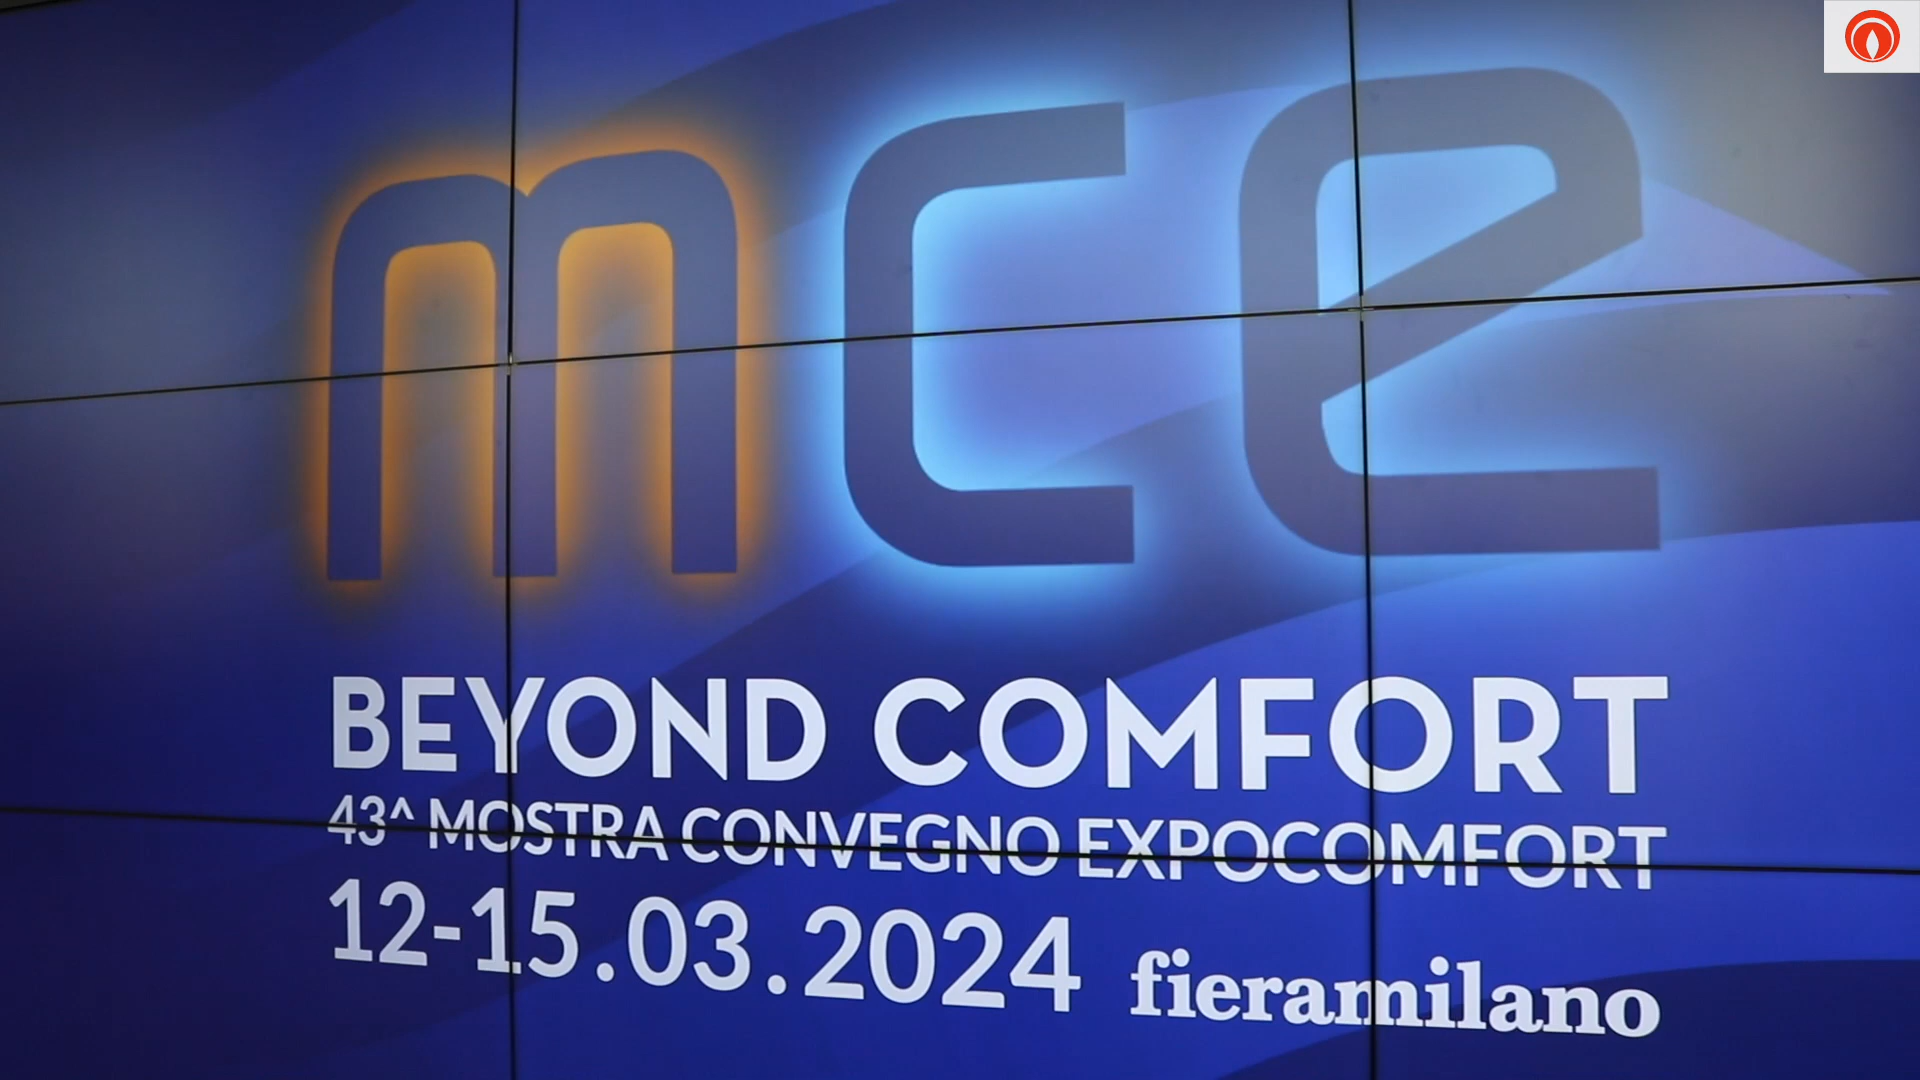 mce
BEYOND COMFORT
43^ MOSTRA CONVEGNO EXPOCOMFORT
12-15.03.2024 fieramilano